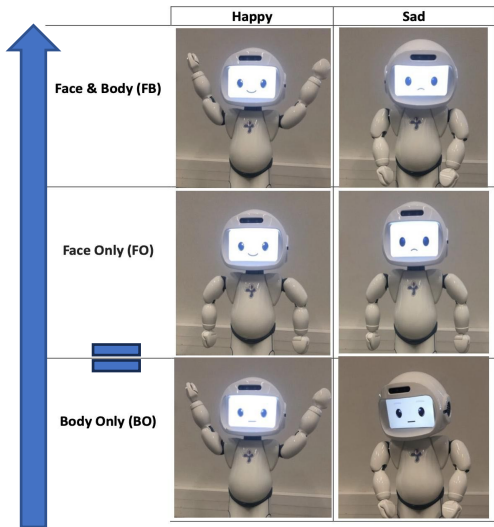 Happy Sad
Face & Body (FB)
Face Only (FO)
Body Only (BO)